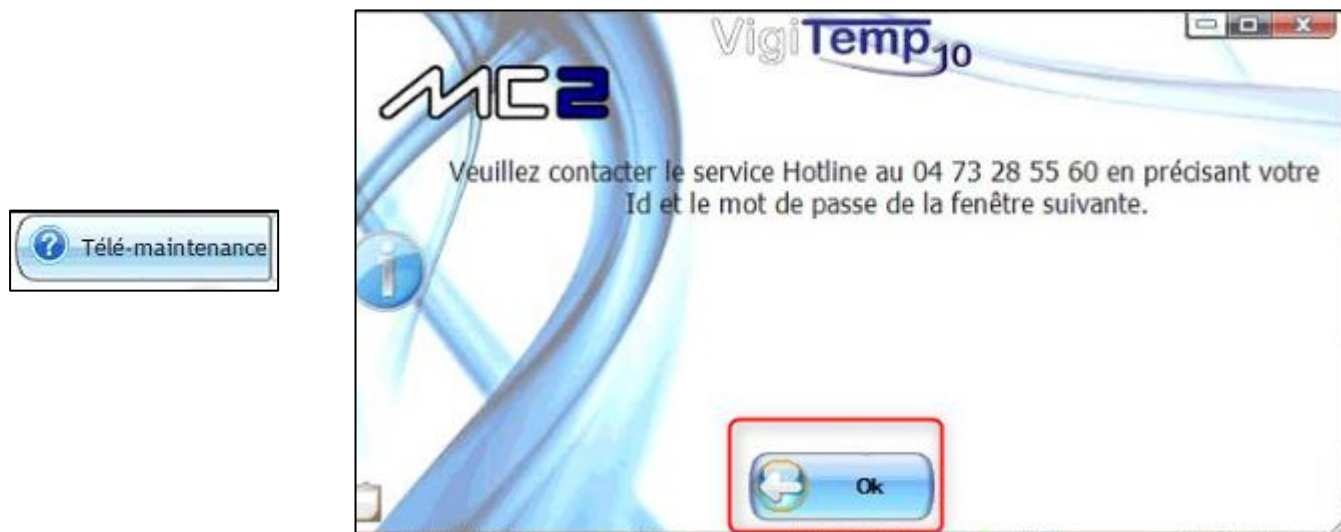 VigiTemp10
MC2
Veuillez contacter le service Hotline au 04 73 28 55 60 en précisant votre
Id et le mot de passe de la fenêtre suivante.
Télé-maintenance
Ok